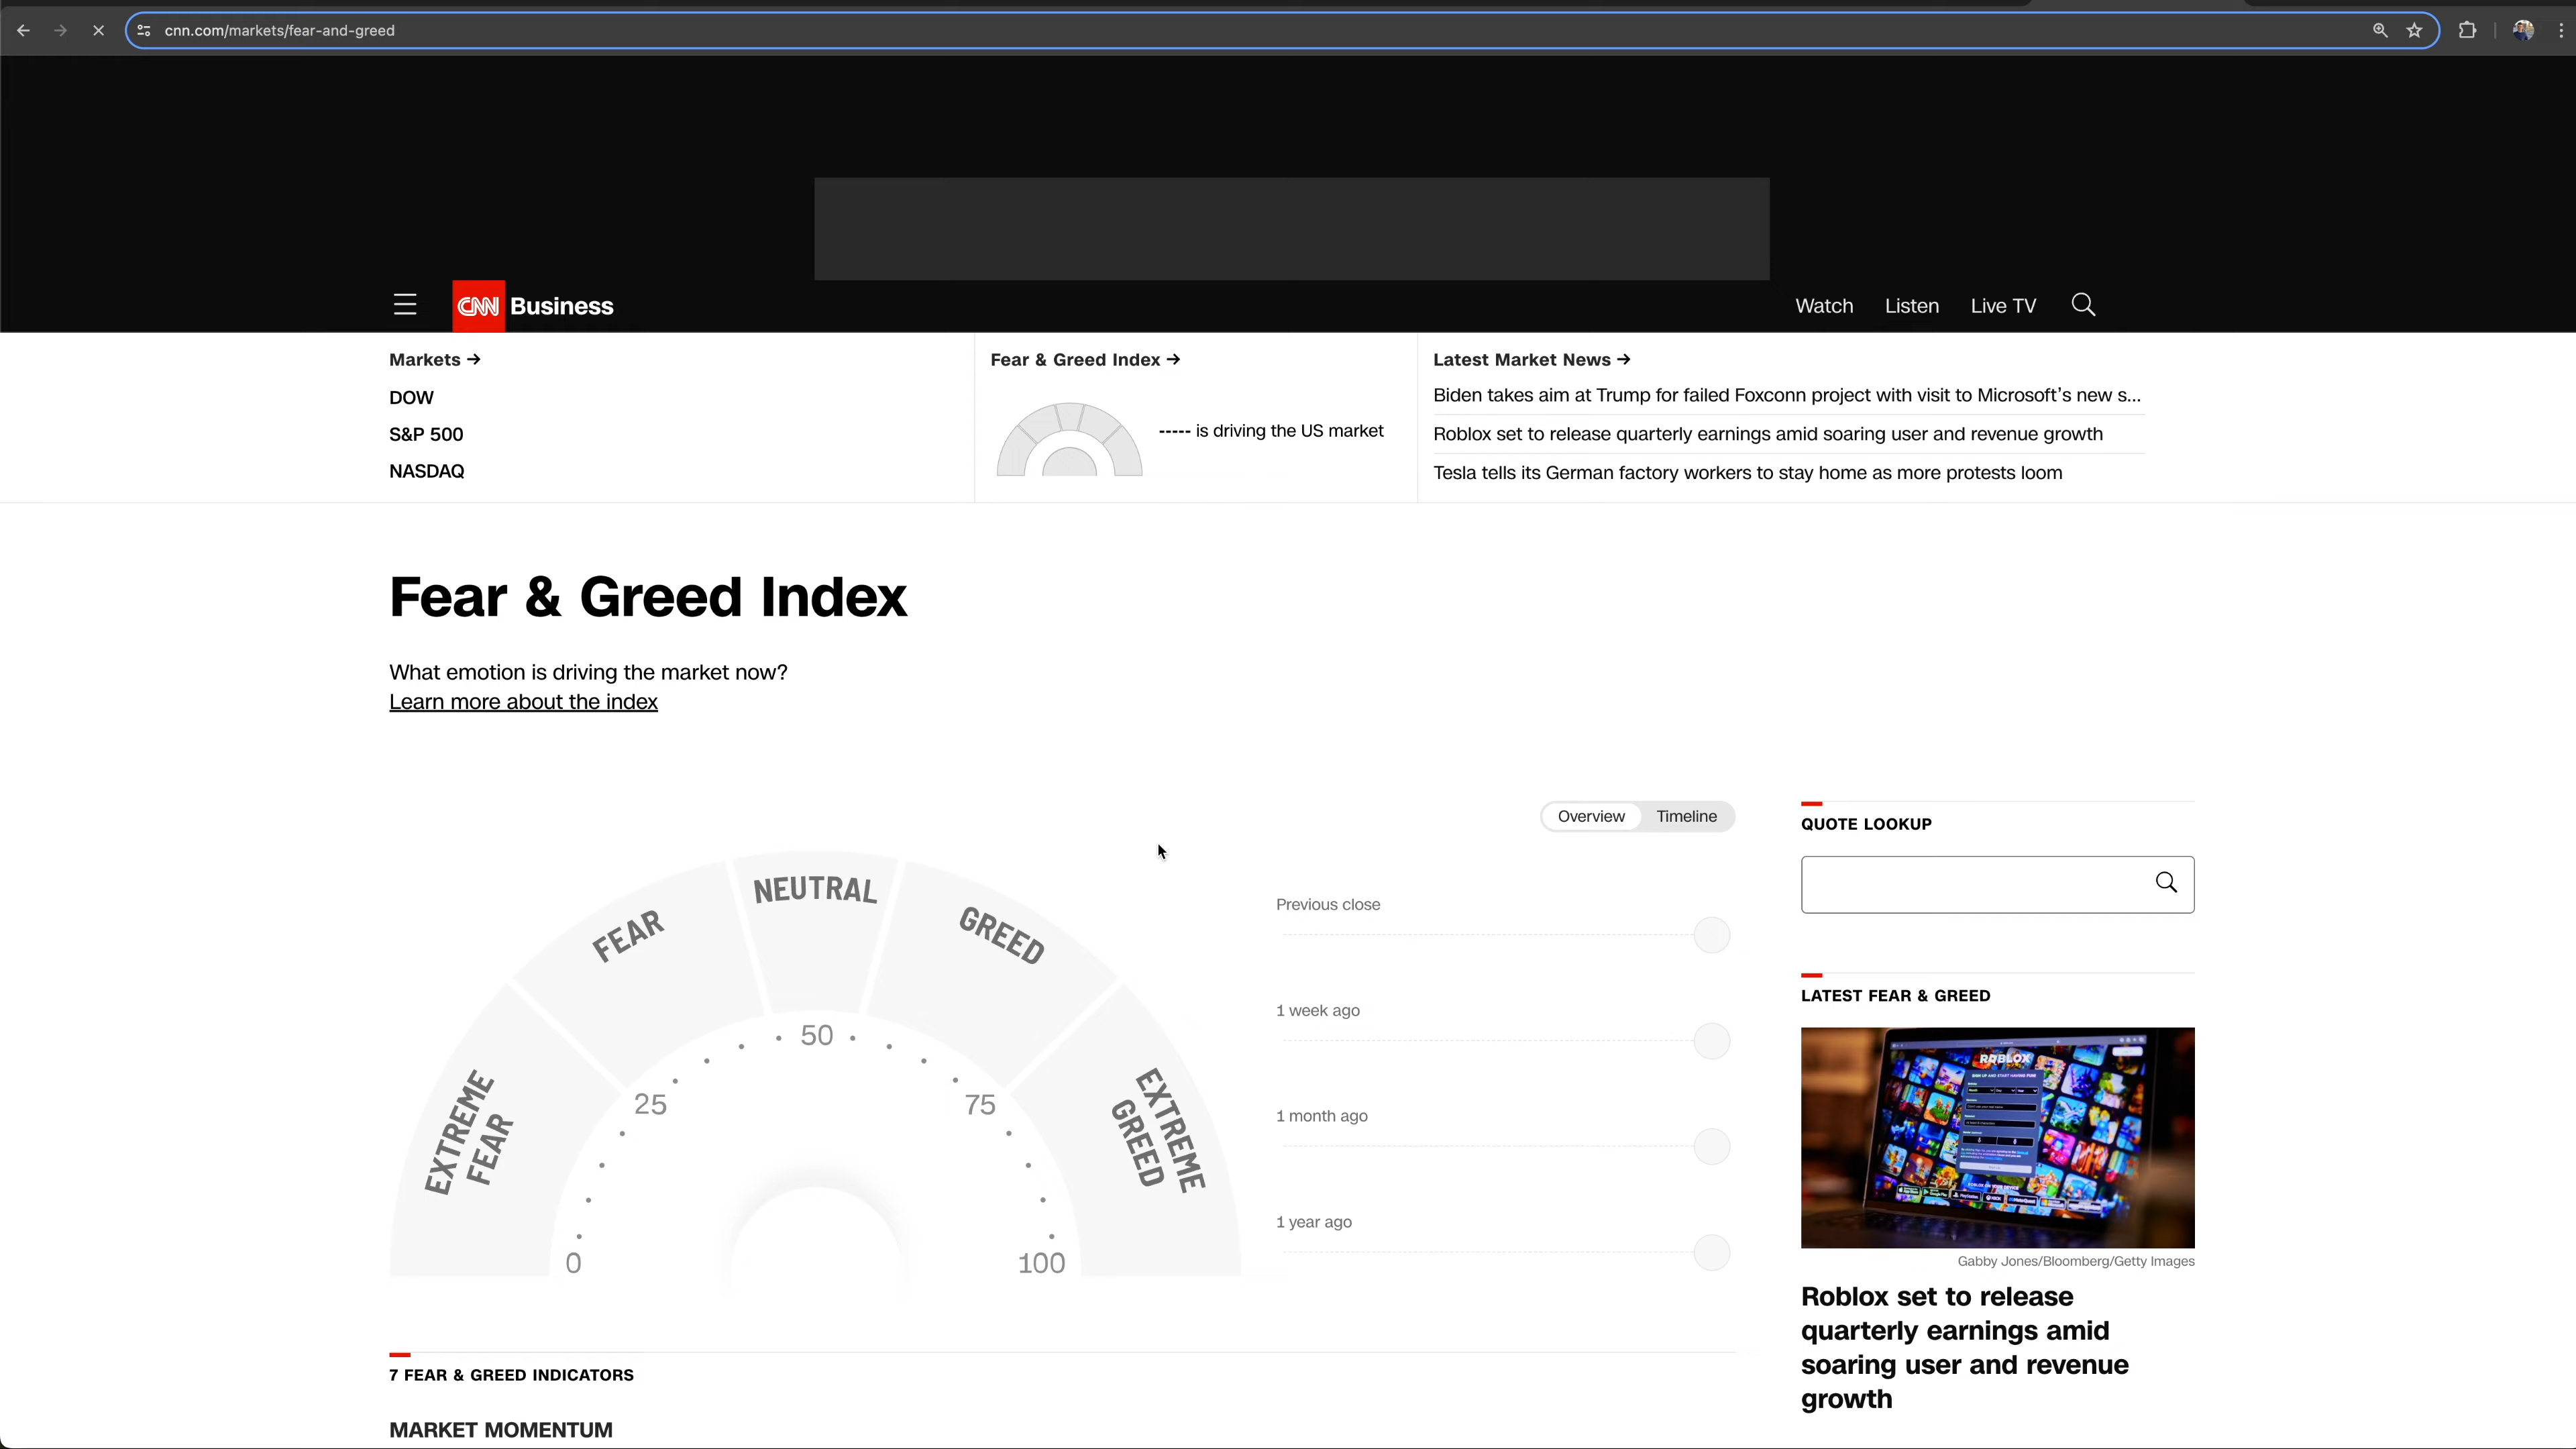 cnn.com/markets/fear-and-greed
CNN Business
Watch
Listen
Live TV
Markets →
DOW
S&P 500
NASDAQ
Fear & Greed Index →
----- is driving the US market
Latest Market News →
Biden takes aim at Trump for failed Foxconn project with visit to Microsoft's new s...
Roblox set to release quarterly earnings amid soaring user and revenue growth
Tesla tells its German factory workers to stay home as more protests loom
Fear & Greed Index
What emotion is driving the market now?
Learn more about the index
Overview
Timeline
EXTREME
FEAR
FEAR
NEUTRAL
GREED
EXTREME
GREED
0
25
50
75
100
Previous close
1 week ago
1 month ago
1 year ago
7 FEAR & GREED INDICATORS
MARKET MOMENTUM
QUOTE LOOKUP
LATEST FEAR & GREED
ROBLOX
Gabby Jones/Bloomberg/Getty Images
Roblox set to release
quarterly earnings amid
soaring user and revenue
growth